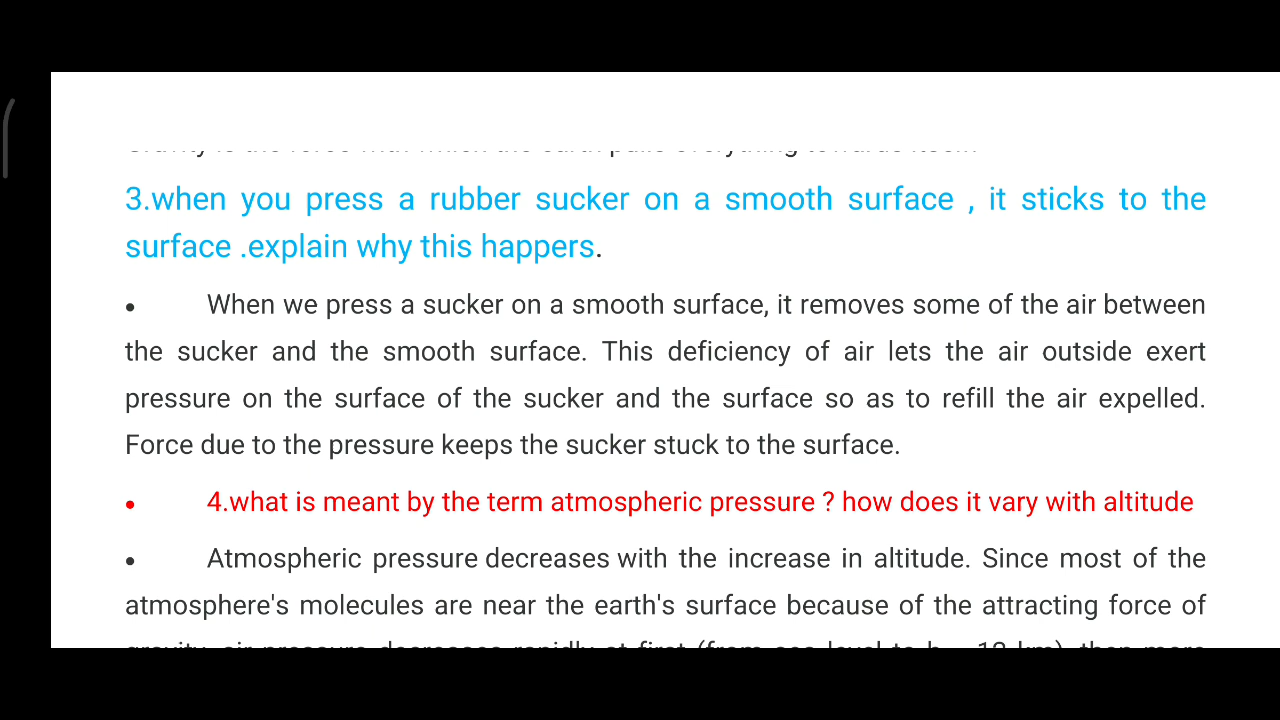 3.when you press a rubber sucker on a smooth surface , it sticks to the
surface .explain why this happers.
• When we press a sucker on a smooth surface, it removes some of the air between
the sucker and the smooth surface. This deficiency of air lets the air outside exert
pressure on the surface of the sucker and the surface so as to refill the air expelled.
Force due to the pressure keeps the sucker stuck to the surface.
• 4.what is meant by the term atmospheric pressure ? how does it vary with altitude
• Atmospheric pressure decreases with the increase in altitude. Since most of the
atmosphere's molecules are near the earth's surface because of the attracting force of